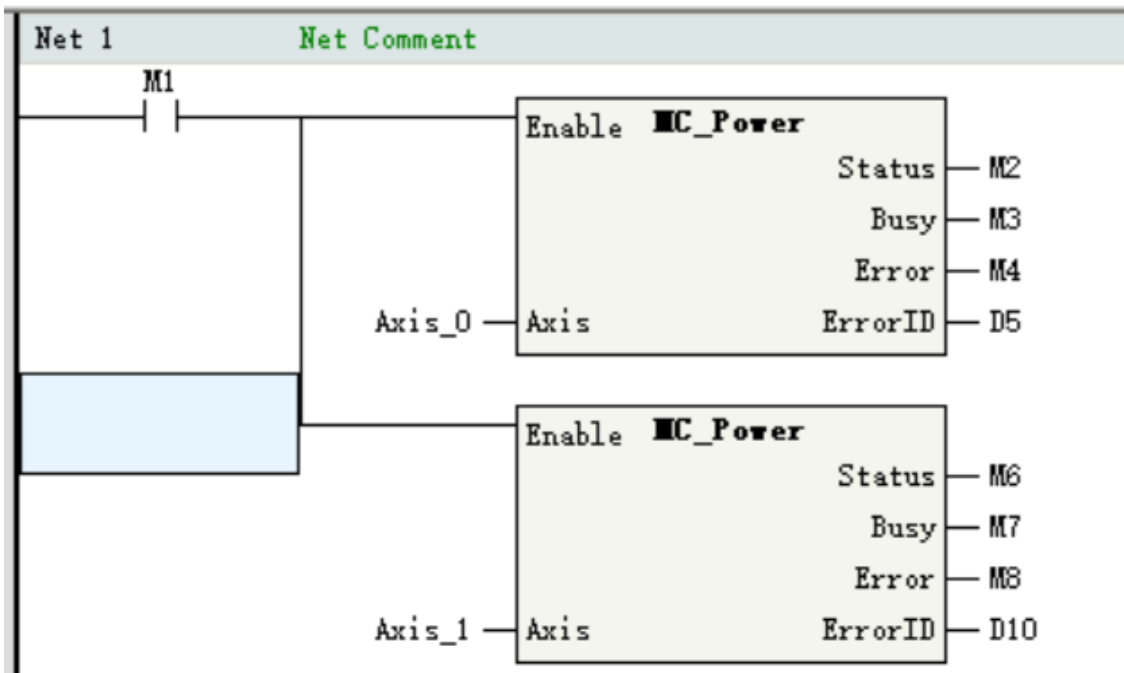 Net 1 Net Comment
M1
Enable MC_Power
Status M2
Busy M3
Error M4
Axis_0 Axis ErrorID D5
Enable MC_Power
Status M6
Busy M7
Error M8
Axis_1 Axis ErrorID D10